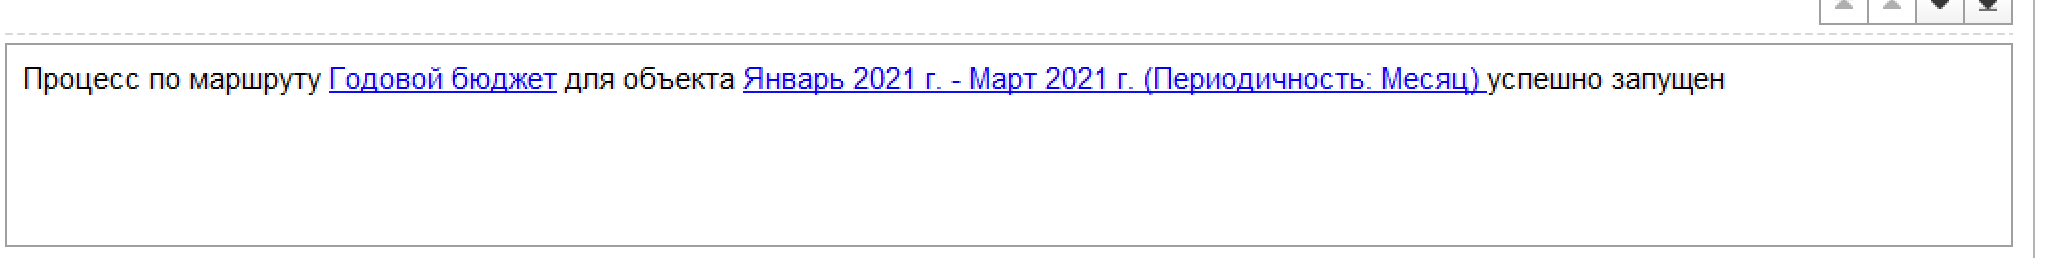 Процесс по маршруту Годовой бюджет для объекта Январь 2021 г. - Март 2021 г. (Периодичность: Месяц) успешно запущен